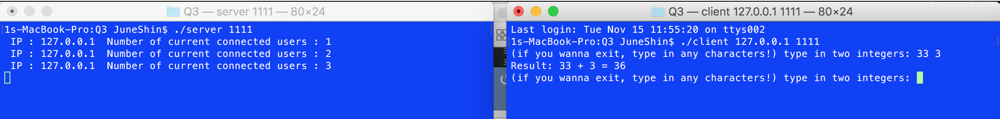 Q3 — server 1111 — 80×24
1s-MacBook-Pro:Q3 JuneShin$ ./server 1111
IP : 127.0.0.1 Number of current connected users : 1
IP : 127.0.0.1 Number of current connected users : 2
IP : 127.0.0.1 Number of current connected users : 3
Q3 — client 127.0.0.1 1111 — 80×24
Last login: Tue Nov 15 11:55:20 on ttys002
1s-MacBook-Pro:Q3 JuneShin$ ./client 127.0.0.1 1111
(if you wanna exit, type in any characters!) type in two integers: 33 3
Result: 33 + 3 = 36
(if you wanna exit, type in any characters!) type in two integers: